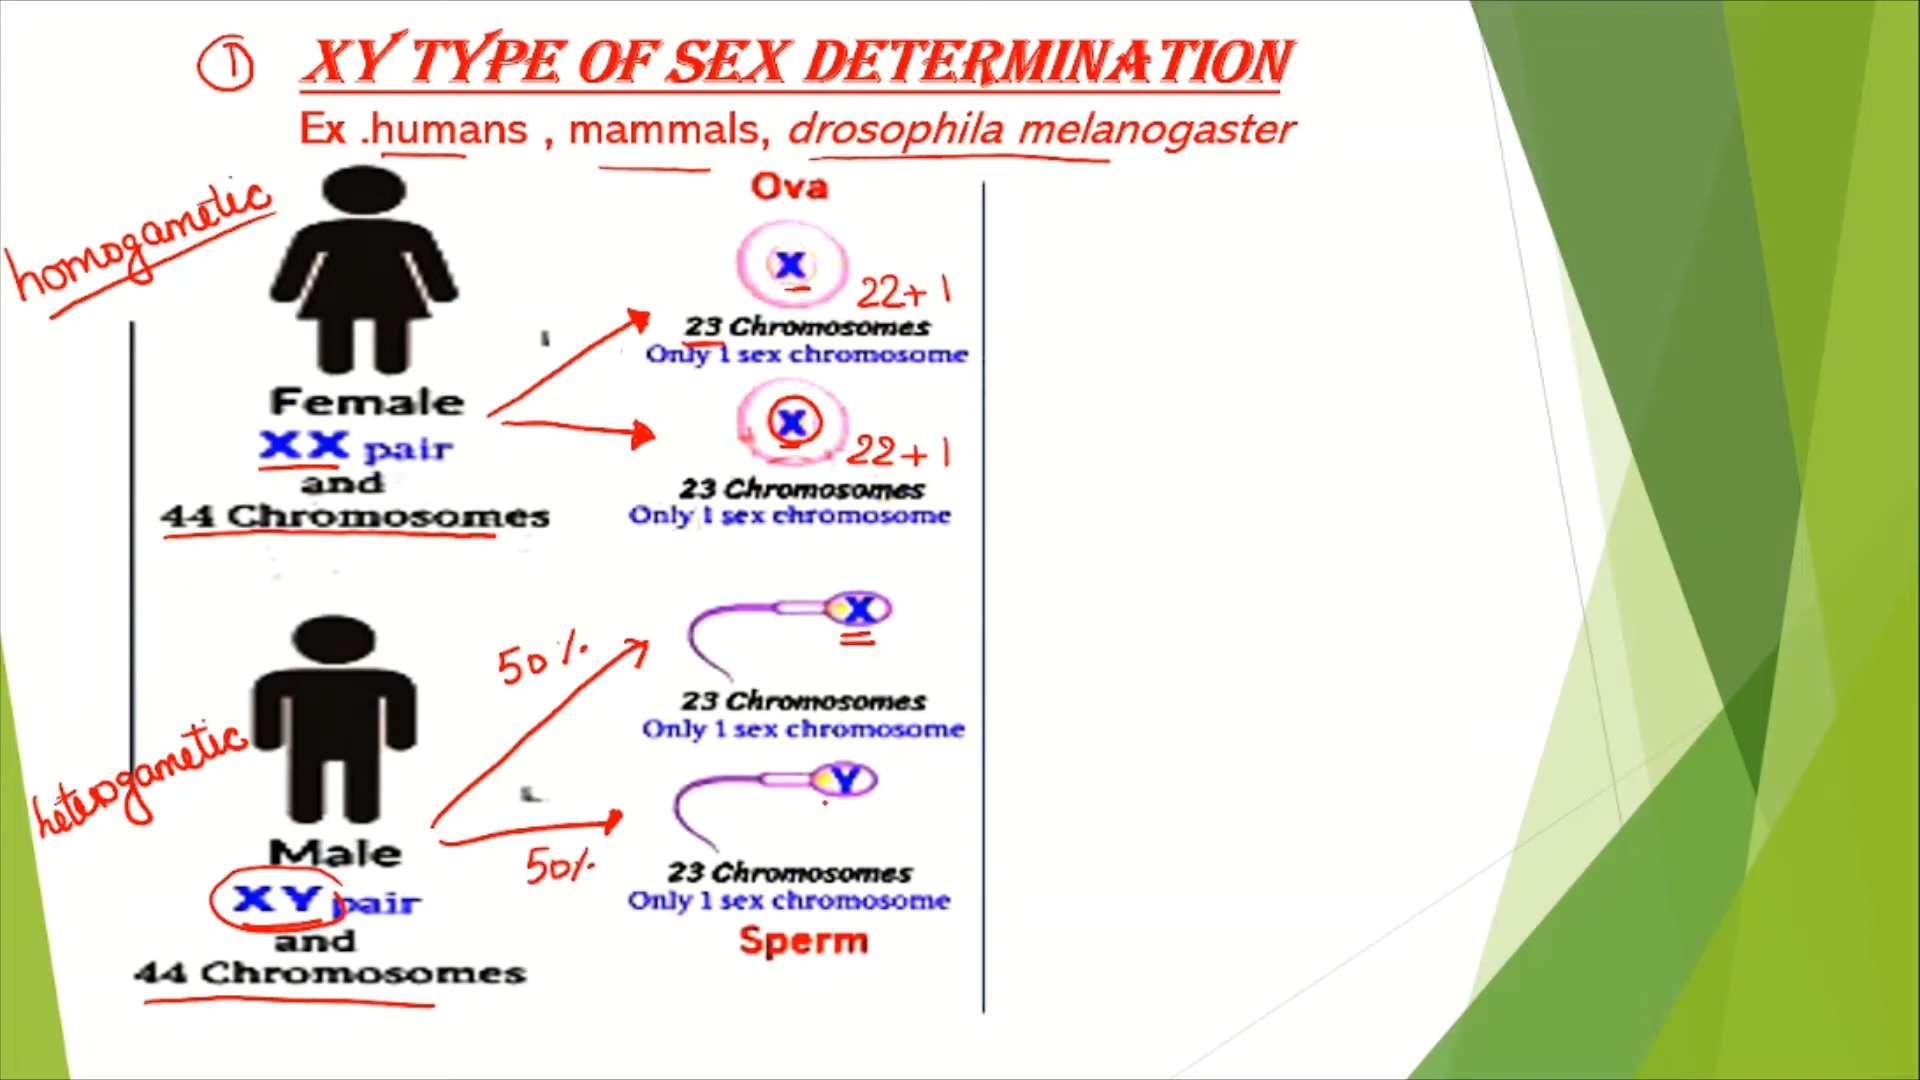 1 XY TYPE OF SEX DETERMINATION
Ex .humans , mammals, drosophila melanogaster
homogametic
Ova
X
22+1
23 Chromosomes
Only 1 sex chromosome
Female
XX pair
and
44 Chromosomes
X
22+1
23 Chromosomes
Only 1 sex chromosome
heterogametic
50%
X
23 Chromosomes
Only 1 sex chromosome
Male
XY pair
and
44 Chromosomes
50%
Y
23 Chromosomes
Only 1 sex chromosome
Sperm